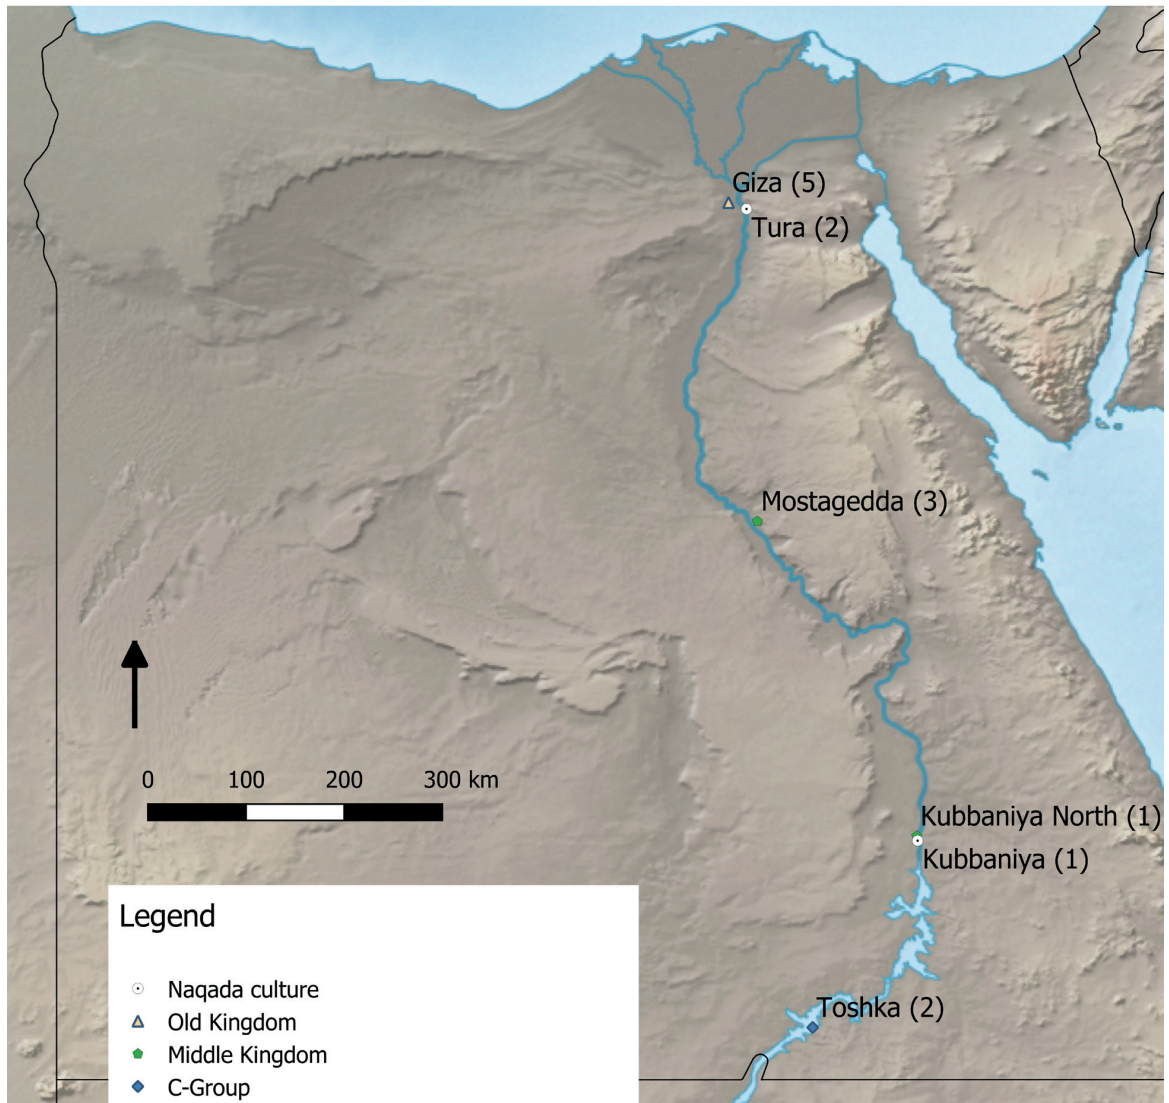 Giza (5)
Tura (2)
Mostagedda (3)
0 100 200 300 km
Kubbaniya North (1)
Kubbaniya (1)
Legend
Naqada culture
Old Kingdom
Middle Kingdom
C-Group
Toshka (2)